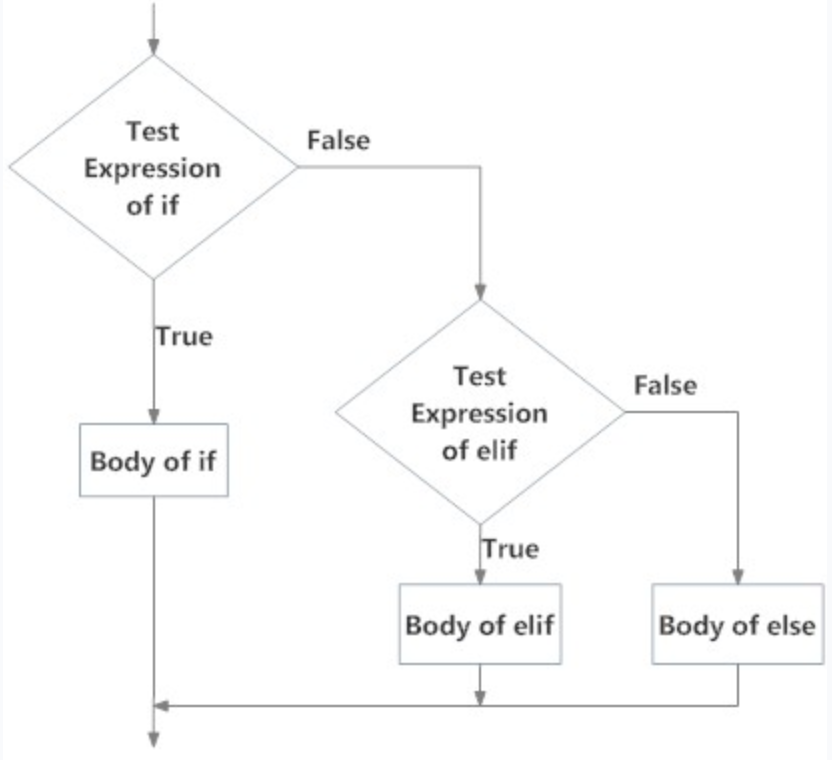 Test
Expression
of if
False
True
Body of if
Test
Expression
of elif
False
True
Body of elif
Body of else